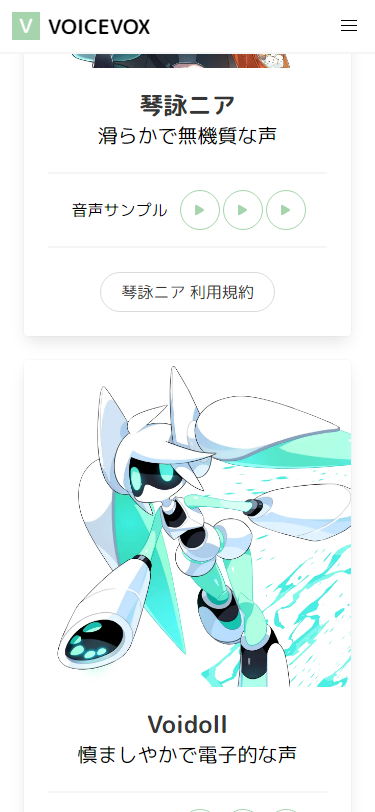 V VOICEVOX
琴詠ニア
滑らかで無機質な声
音声サンプル
琴詠ニア 利用規約
Voidoll
慎ましやかで電子的な声